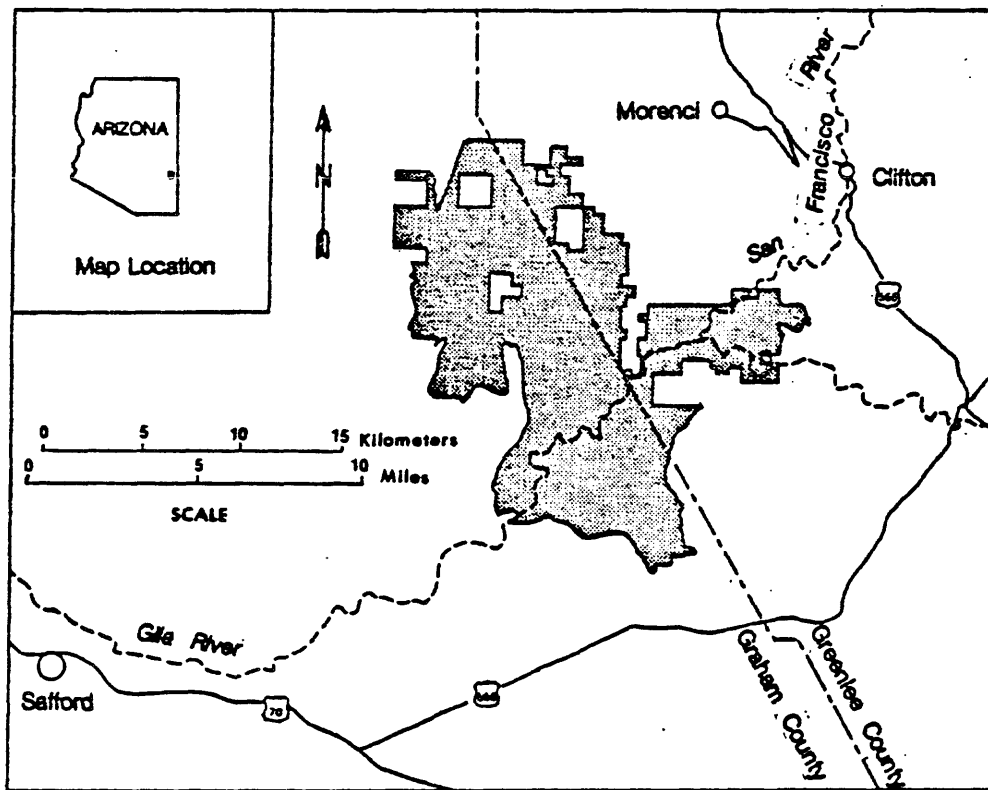 ARIZONA
Map Location
N
Morenci
River
Francisco
San
Clifton
0 5 10 15 Kilometers
0 5 10 Miles
SCALE
Gila River
Safford
70
Graham County
Greenlee County